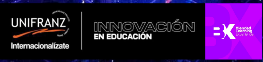 UNIFRANZ
Internacionalízate
INNOVACIÓN
EN EDUCACIÓN